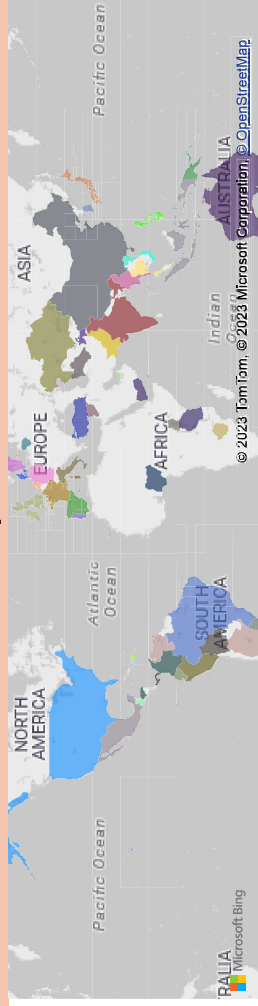 Pacific Ocean
NORTH
AMERICA
Atlantic
Ocean
EUROPE
ASIA
Pacific Ocean
AFRICA
SOUTH
AMERICA
Indian
Ocean
AUSTRALIA
TRALIA
Microsoft Bing
© 2023 TomTom, © 2023 Microsoft Corporation, © OpenStreetMap